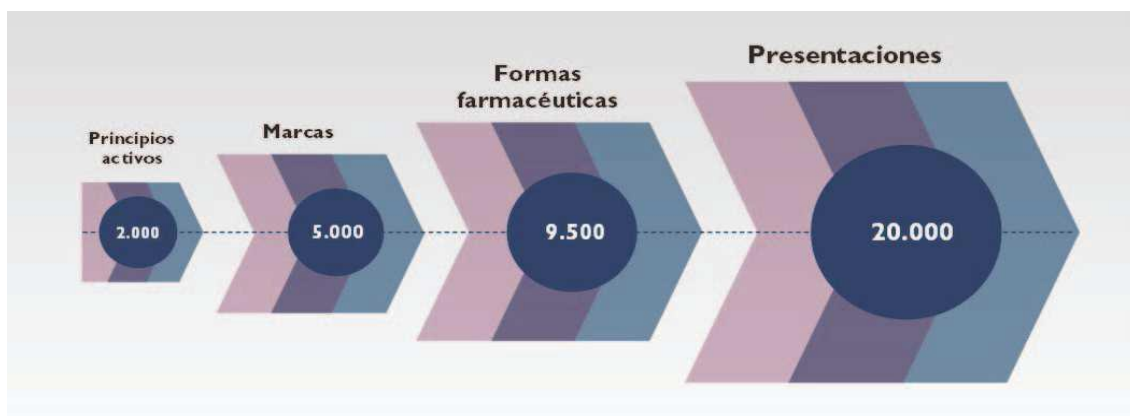 Principios
activos
2.000
Marcas
5.000
Formas
farmacéuticas
9.500
Presentaciones
20.000